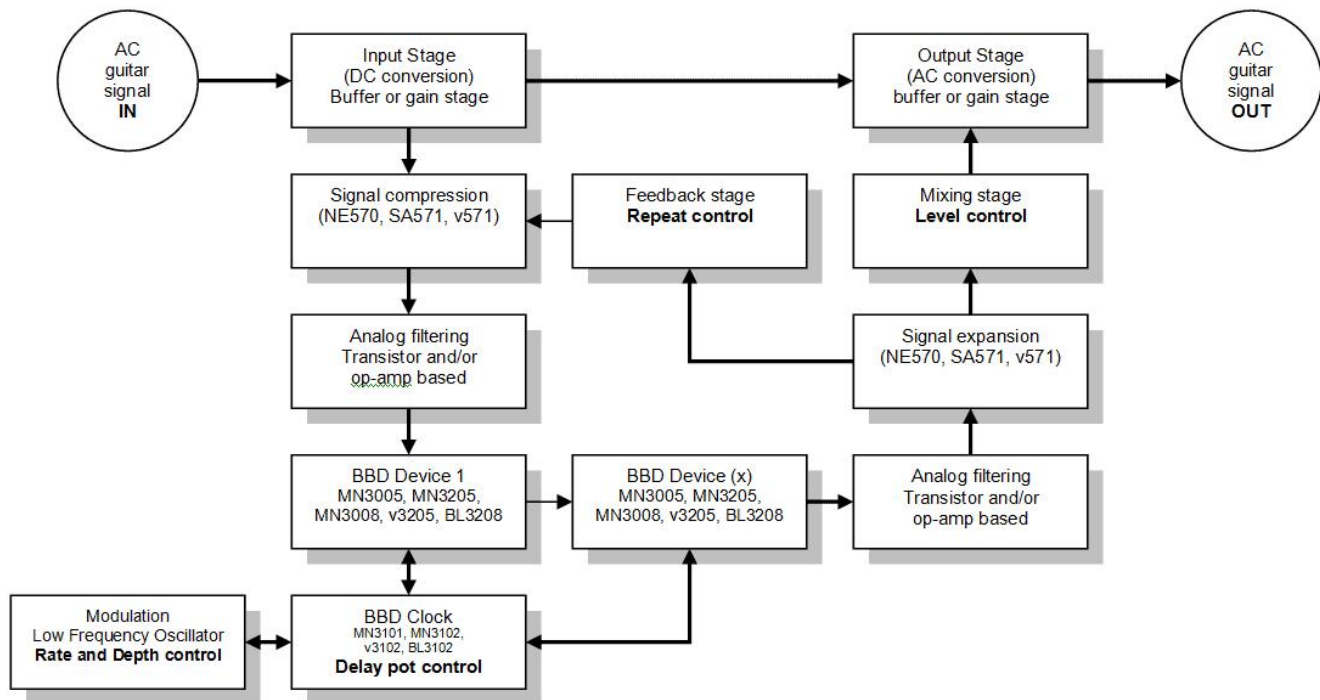 AC
guitar
signal
IN
Input Stage
(DC conversion)
Buffer or gain stage
Output Stage
(AC conversion)
buffer or gain stage
AC
guitar
signal
OUT
Signal compression
(NE570, SA571, v571)
Feedback stage
Repeat control
Mixing stage
Level control
Analog filtering
Transistor and/or
op-amp based
Signal expansion
(NE570, SA571, v571)
BBD Device 1
MN3005, MN3205,
MN3008, v3205, BL3208
BBD Device (x)
MN3005, MN3205,
MN3008, v3205, BL3208
Analog filtering
Transistor and/or
op-amp based
Modulation
Low Frequency Oscillator
Rate and Depth control
BBD Clock
MN3101, MN3102,
v3102, BL3102
Delay pot control